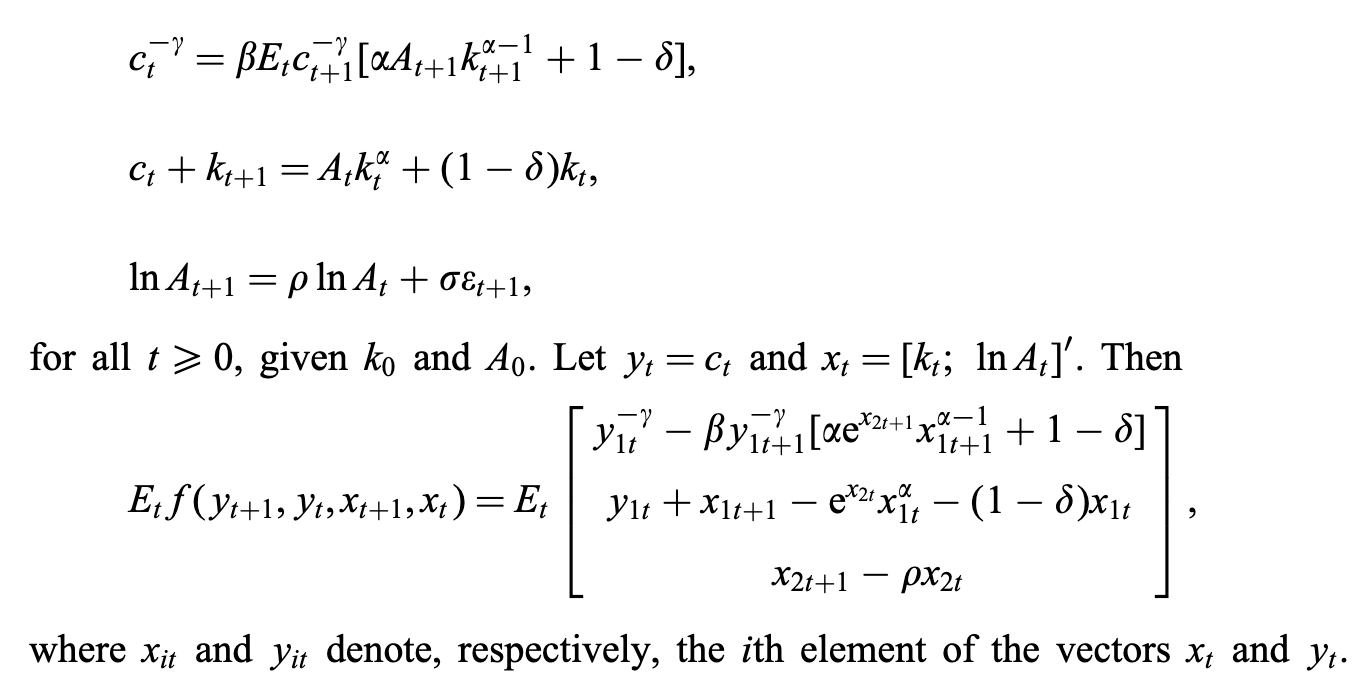 c_t^{-γ} = βE_t c_{t+1}^{-γ}[αA_{t+1}k_{t+1}^{α-1} + 1 − δ],
c_t + k_{t+1} = A_t k_t^α + (1 − δ)k_t,
ln A_{t+1} = ρ ln A_t + σε_{t+1},
for all t ⩾ 0, given k_0 and A_0. Let y_t = c_t and x_t = [k_t; ln A_t]′. Then
E_t f(y_{t+1}, y_t, x_{t+1}, x_t) = E_t [ y_{1t}^{-γ} − βy_{1t+1}^{-γ}[αe^{x_{2t+1}}x_{1t+1}^{α-1} + 1 − δ]
y_{1t} + x_{1t+1} − e^{x_{2t}}x_{1t}^α − (1 − δ)x_{1t}
x_{2t+1} − ρx_{2t} ],
where x_{it} and y_{it} denote, respectively, the ith element of the vectors x_t and y_t.